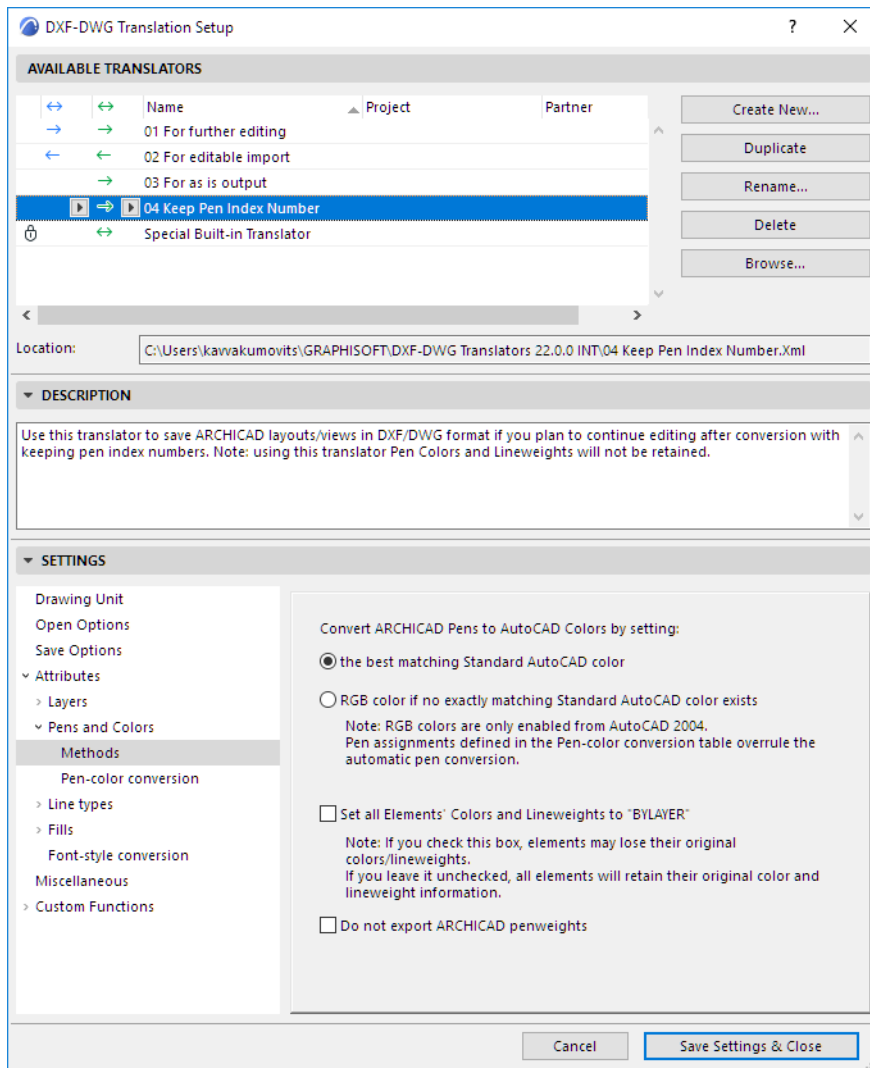 DXF-DWG Translation Setup
?
AVAILABLE TRANSLATORS
Name Project Partner
01 For further editing
02 For editable import
03 For as is output
04 Keep Pen Index Number
Special Built-in Translator
Create New...
Duplicate
Rename...
Delete
Browse...
Location: C:\Users\kawakumovits\GRAPHISOFT\DXF-DWG Translators 22.0.0 INT\04 Keep Pen Index Number.Xml
DESCRIPTION
Use this translator to save ARCHICAD layouts/views in DXF/DWG format if you plan to continue editing after conversion with
keeping pen index numbers. Note: using this translator Pen Colors and Lineweights will not be retained.
SETTINGS
Drawing Unit
Open Options
Save Options
Attributes
Layers
Pens and Colors
Methods
Pen-color conversion
Line types
Fills
Font-style conversion
Miscellaneous
Custom Functions
Convert ARCHICAD Pens to AutoCAD Colors by setting:
the best matching Standard AutoCAD color
RGB color if no exactly matching Standard AutoCAD color exists
Note: RGB colors are only enabled from AutoCAD 2004.
Pen assignments defined in the Pen-color conversion table overrule the
automatic pen conversion.
Set all Elements' Colors and Lineweights to "BYLAYER"
Note: If you check this box, elements may lose their original
colors/lineweights.
If you leave it unchecked, all elements will retain their original color and
lineweight information.
Do not export ARCHICAD penweights
Cancel
Save Settings & Close